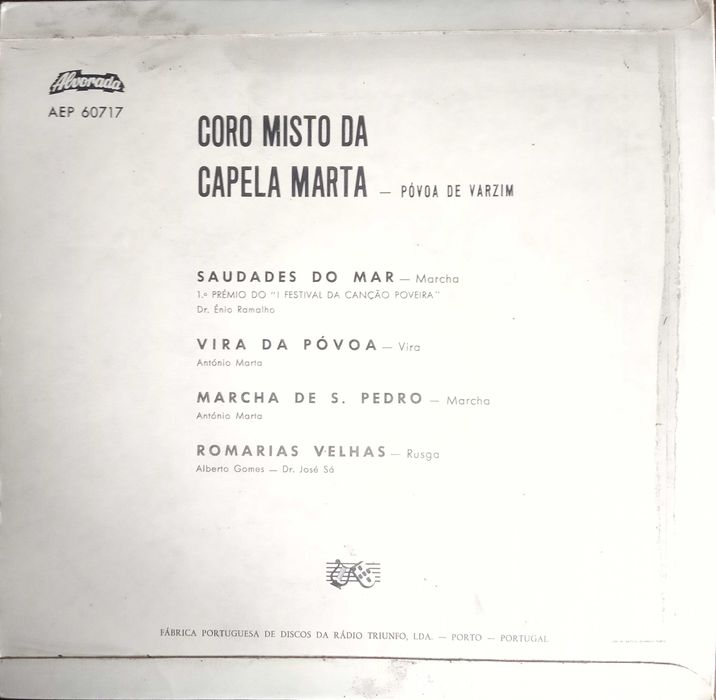 Alvorada
AEP 60717
CORO MISTO DA
CAPELA MARTA — PÓVOA DE VARZIM
SAUDADES DO MAR — Marcha
1.º PRÉMIO DO "I FESTIVAL DA CANÇÃO POVEIRA"
Dr. Énio Ramalho
VIRA DA PÓVOA — Vira
António Marta
MARCHA DE S. PEDRO — Marcha
António Marta
ROMARIAS VELHAS — Rusga
Alberto Gomes — Dr. José Sá
FÁBRICA PORTUGUESA DE DISCOS DA RÁDIO TRIUNFO, LDA. — PORTO — PORTUGAL